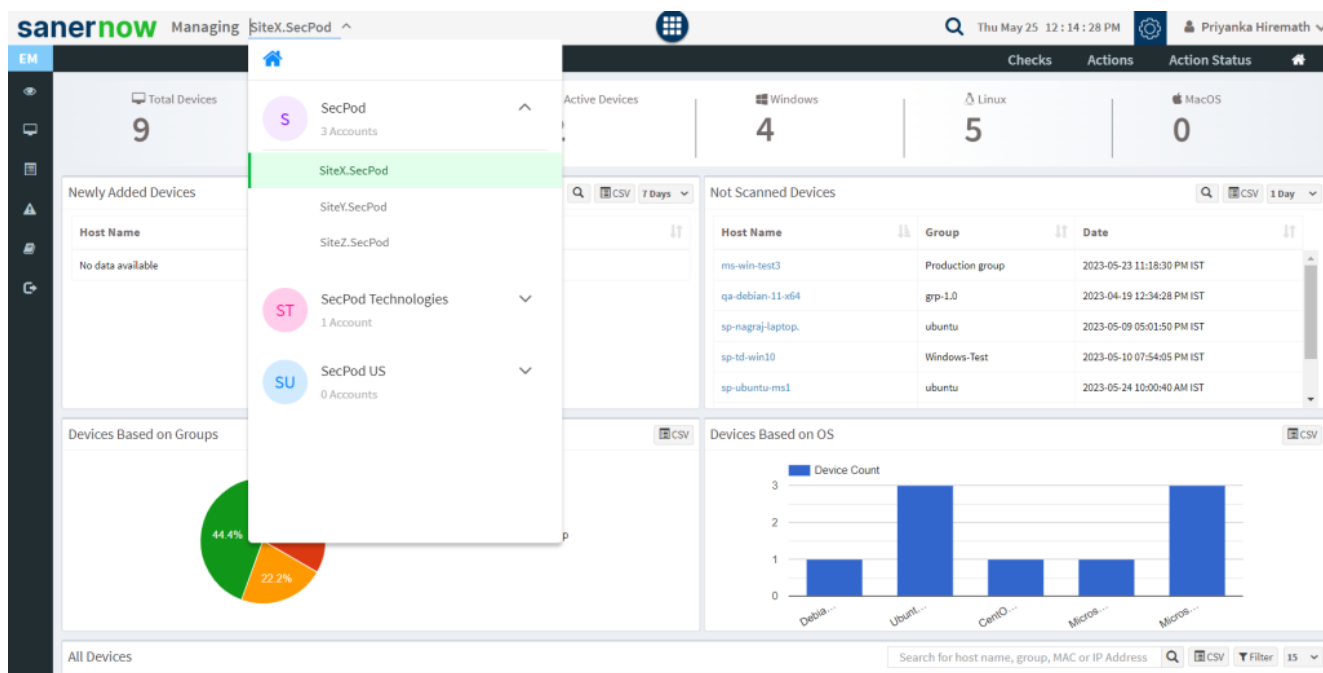 sanernow Managing SiteX.SecPod Thu May 25 12 : 14 : 28 PM Priyanka Hiremath
EM Checks Actions Action Status
Total Devices Active Devices Windows Linux MacOS
9 4 5 0
SecPod
S
3 Accounts
SiteX.SecPod
SiteY.SecPod
SiteZ.SecPod
SecPod Technologies
ST
1 Account
SecPod US
SU
0 Accounts
Newly Added Devices CSV 7 Days
Host Name
No data available
Not Scanned Devices CSV 1 Day
Host Name Group Date
ms-win-test3 Production group 2023-05-23 11:18:30 PM IST
qa-debian-11-x64 grp-1.0 2023-04-19 12:34:28 PM IST
sp-nagraj-laptop. ubuntu 2023-05-09 05:01:50 PM IST
sp-td-win10 Windows-Test 2023-05-10 07:54:05 PM IST
sp-ubuntu-ms1 ubuntu 2023-05-24 10:00:40 AM IST
Devices Based on Groups CSV
44.4%
22.2%
p
Devices Based on OS CSV
Device Count
3
2
1
0
Debia... Ubunt... CentO... Micros... Micros...
All Devices Search for host name, group, MAC or IP Address CSV Filter 15